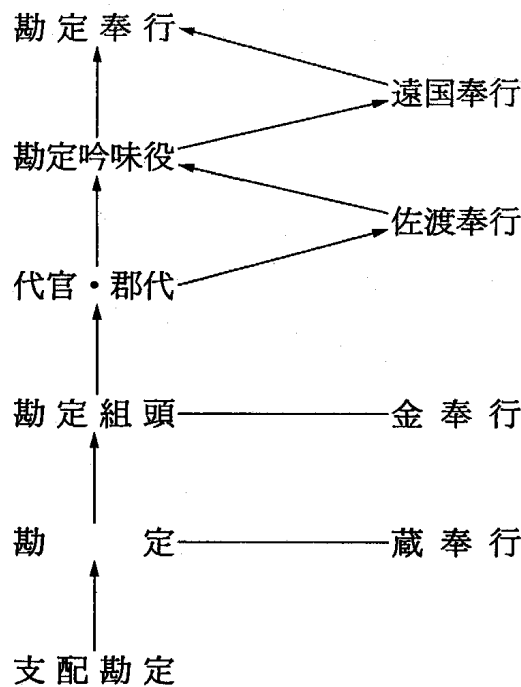 勘定奉行
遠国奉行
勘定吟味役
佐渡奉行
代官・郡代
勘定組頭 金奉行
勘定 蔵奉行
支配勘定